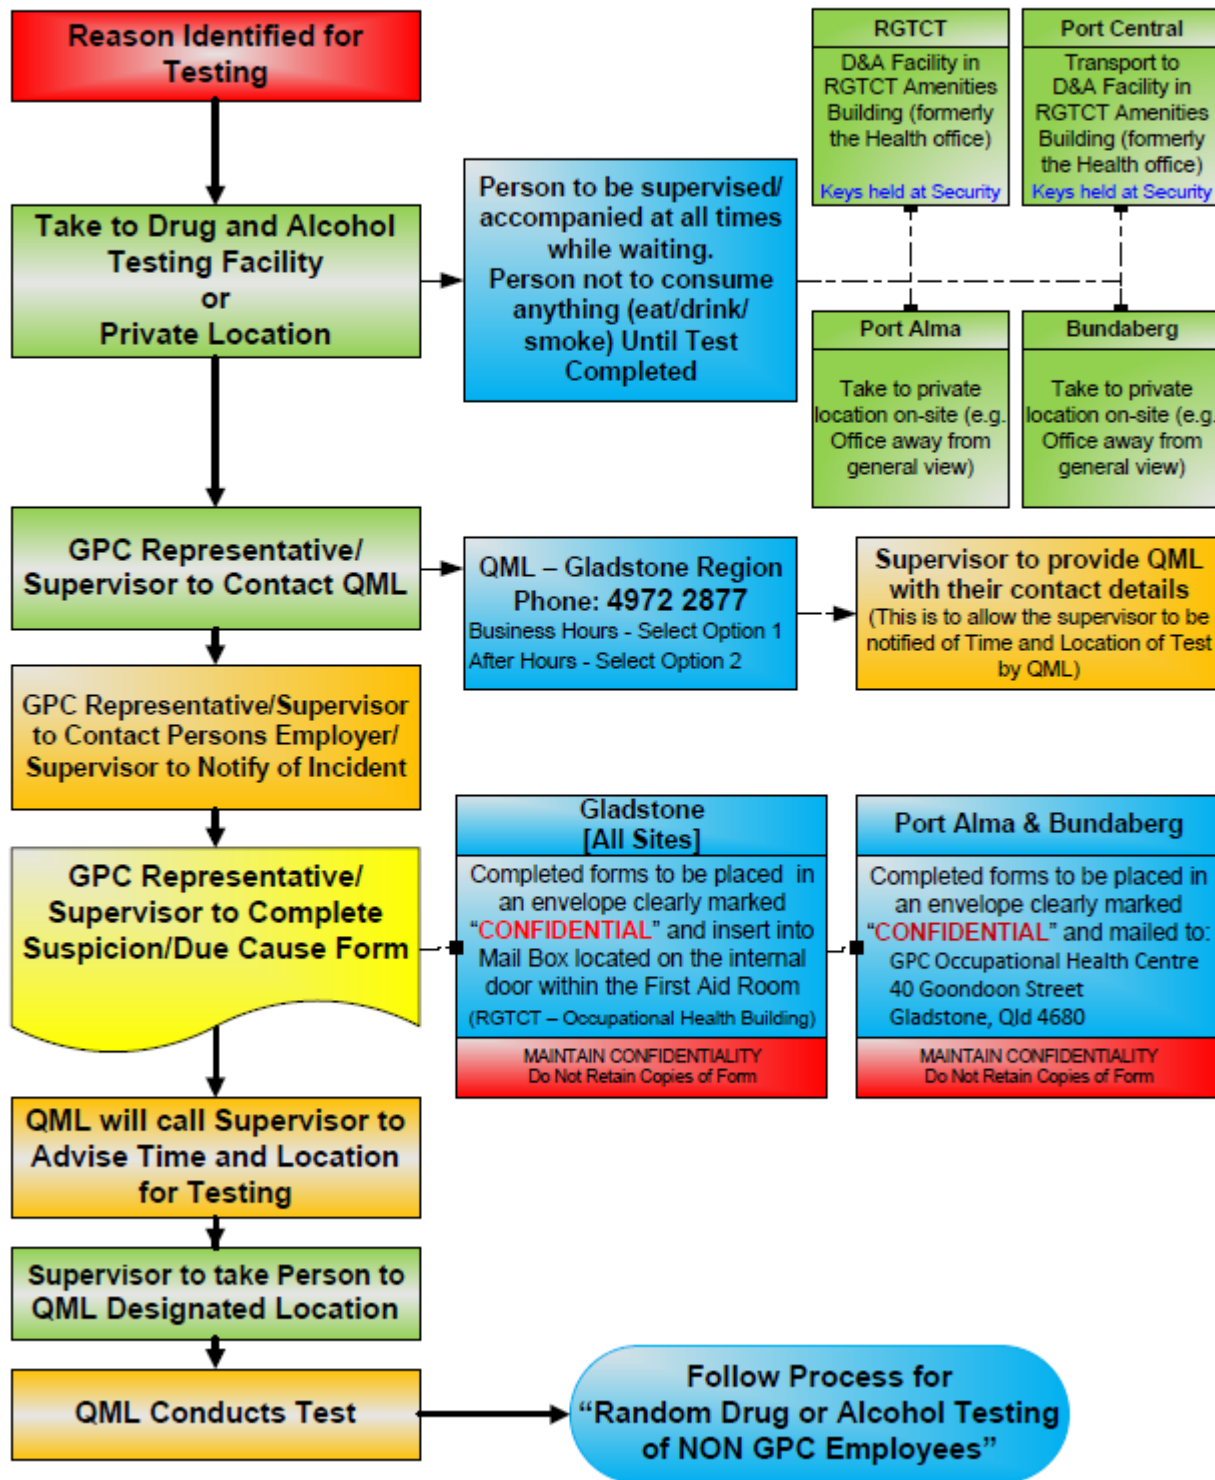 Reason Identified for
Testing
RGTCT
D&A Facility in
RGTCT Amenities
Building (formerly
the Health office)
Keys held at Security
Port Central
Transport to
D&A Facility in
RGTCT Amenities
Building (formerly
the Health office)
Keys held at Security
Take to Drug and Alcohol
Testing Facility
or
Private Location
Person to be supervised/
accompanied at all times
while waiting.
Person not to consume
anything (eat/drink/
smoke) Until Test
Completed
Port Alma
Take to private
location on-site (e.g.
Office away from
general view)
Bundaberg
Take to private
location on-site (e.g.
Office away from
general view)
GPC Representative/
Supervisor to Contact QML
QML – Gladstone Region
Phone: 4972 2877
Business Hours - Select Option 1
After Hours - Select Option 2
Supervisor to provide QML
with their contact details
(This is to allow the supervisor to be
notified of Time and Location of Test
by QML)
GPC Representative/Supervisor
to Contact Persons Employer/
Supervisor to Notify of Incident
GPC Representative/
Supervisor to Complete
Suspicion/Due Cause Form
Gladstone
[All Sites]
Completed forms to be placed in
an envelope clearly marked
“CONFIDENTIAL” and insert into
Mail Box located on the internal
door within the First Aid Room
(RGTCT – Occupational Health Building)
MAINTAIN CONFIDENTIALITY
Do Not Retain Copies of Form
Port Alma & Bundaberg
Completed forms to be placed in
an envelope clearly marked
“CONFIDENTIAL” and mailed to:
GPC Occupational Health Centre
40 Goondoon Street
Gladstone, Qld 4680
MAINTAIN CONFIDENTIALITY
Do Not Retain Copies of Form
QML will call Supervisor to
Advise Time and Location
for Testing
Supervisor to take Person to
QML Designated Location
QML Conducts Test
Follow Process for
“Random Drug or Alcohol Testing
of NON GPC Employees”